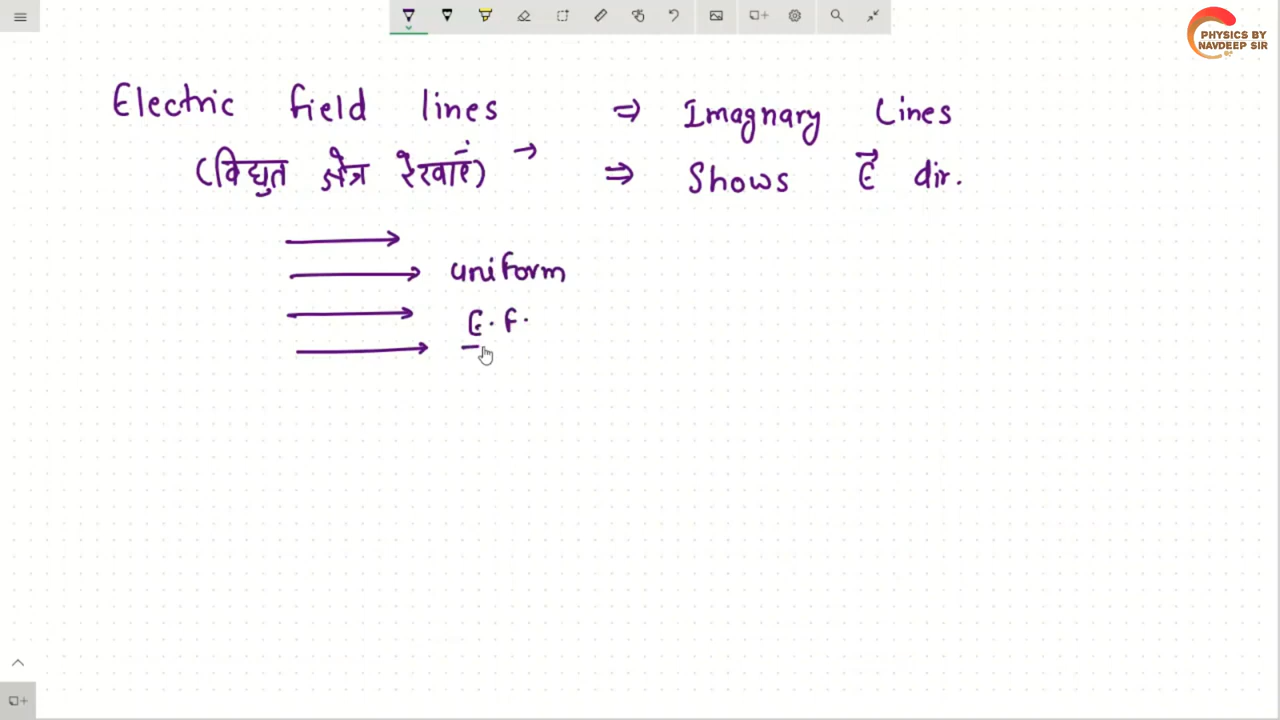 PHYSICS BY
NAVDEEP SIR
Electric field lines ⇒ Imagnary Lines
(विद्युत क्षेत्र रेखाएं) → ⇒ Shows E⃗ dir.
uniform
E.F.